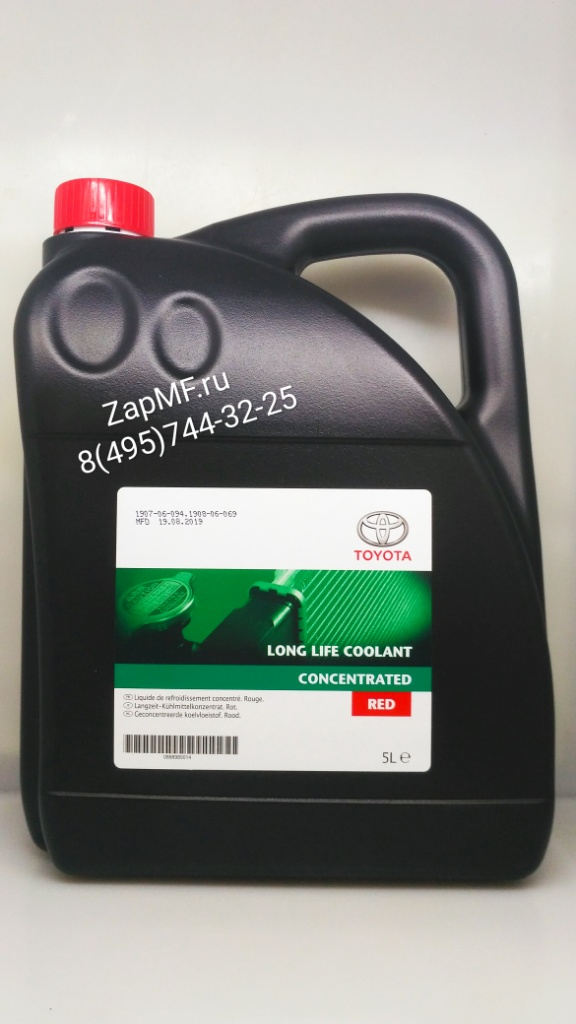 ZapMF.ru
8(495)744-32-25
1907-06-094.1908-06-069
MFD 19.08.2019
TOYOTA
LONG LIFE COOLANT
CONCENTRATED
RED
Liquide de refroidissement concentré. Rouge.
Langzeit-Kühlmittelkonzentrat. Rot.
Geconcentreerde koelvloeistof. Rood.
5L e